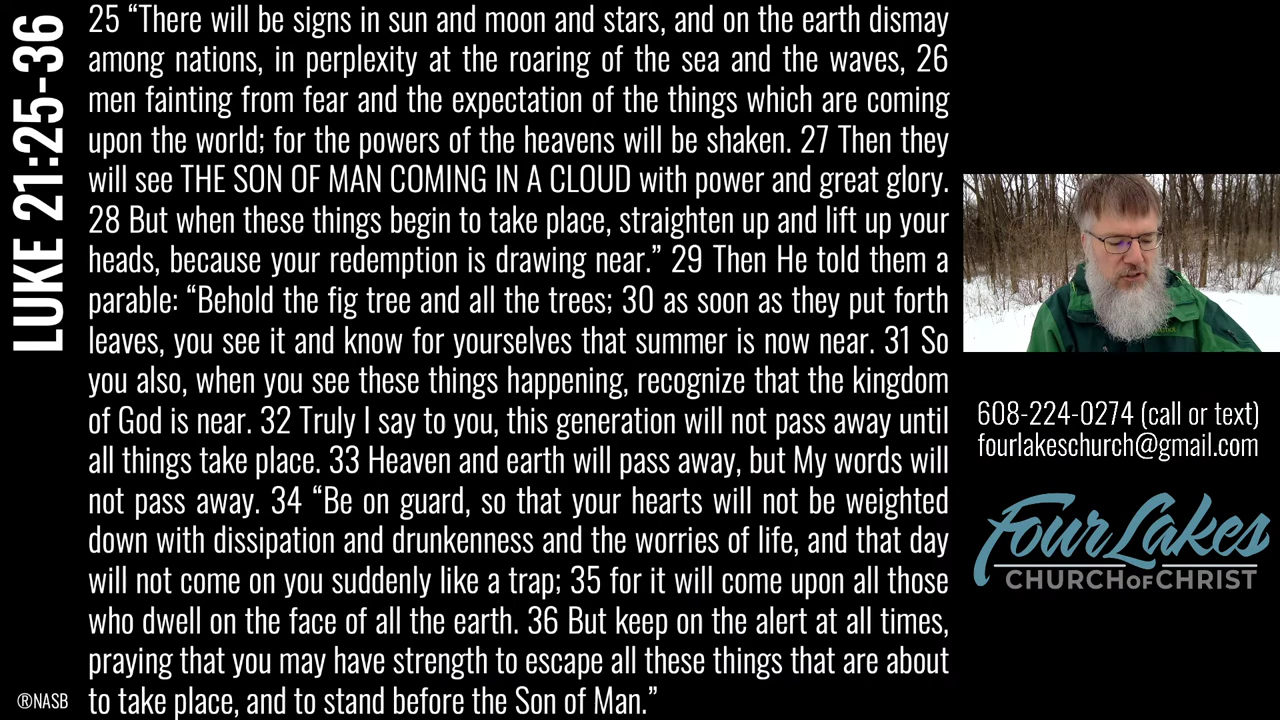 LUKE 21:25-36
25 “There will be signs in sun and moon and stars, and on the earth dismay
among nations, in perplexity at the roaring of the sea and the waves, 26
men fainting from fear and the expectation of the things which are coming
upon the world; for the powers of the heavens will be shaken. 27 Then they
will see THE SON OF MAN COMING IN A CLOUD with power and great glory.
28 But when these things begin to take place, straighten up and lift up your
heads, because your redemption is drawing near.” 29 Then He told them a
parable: “Behold the fig tree and all the trees; 30 as soon as they put forth
leaves, you see it and know for yourselves that summer is now near. 31 So
you also, when you see these things happening, recognize that the kingdom
of God is near. 32 Truly I say to you, this generation will not pass away until
all things take place. 33 Heaven and earth will pass away, but My words will
not pass away. 34 “Be on guard, so that your hearts will not be weighted
down with dissipation and drunkenness and the worries of life, and that day
will not come on you suddenly like a trap; 35 for it will come upon all those
who dwell on the face of all the earth. 36 But keep on the alert at all times,
praying that you may have strength to escape all these things that are about
to take place, and to stand before the Son of Man.”
®NASB
608-224-0274 (call or text)
fourlakeschurch@gmail.com
Four Lakes
CHURCH OF CHRIST